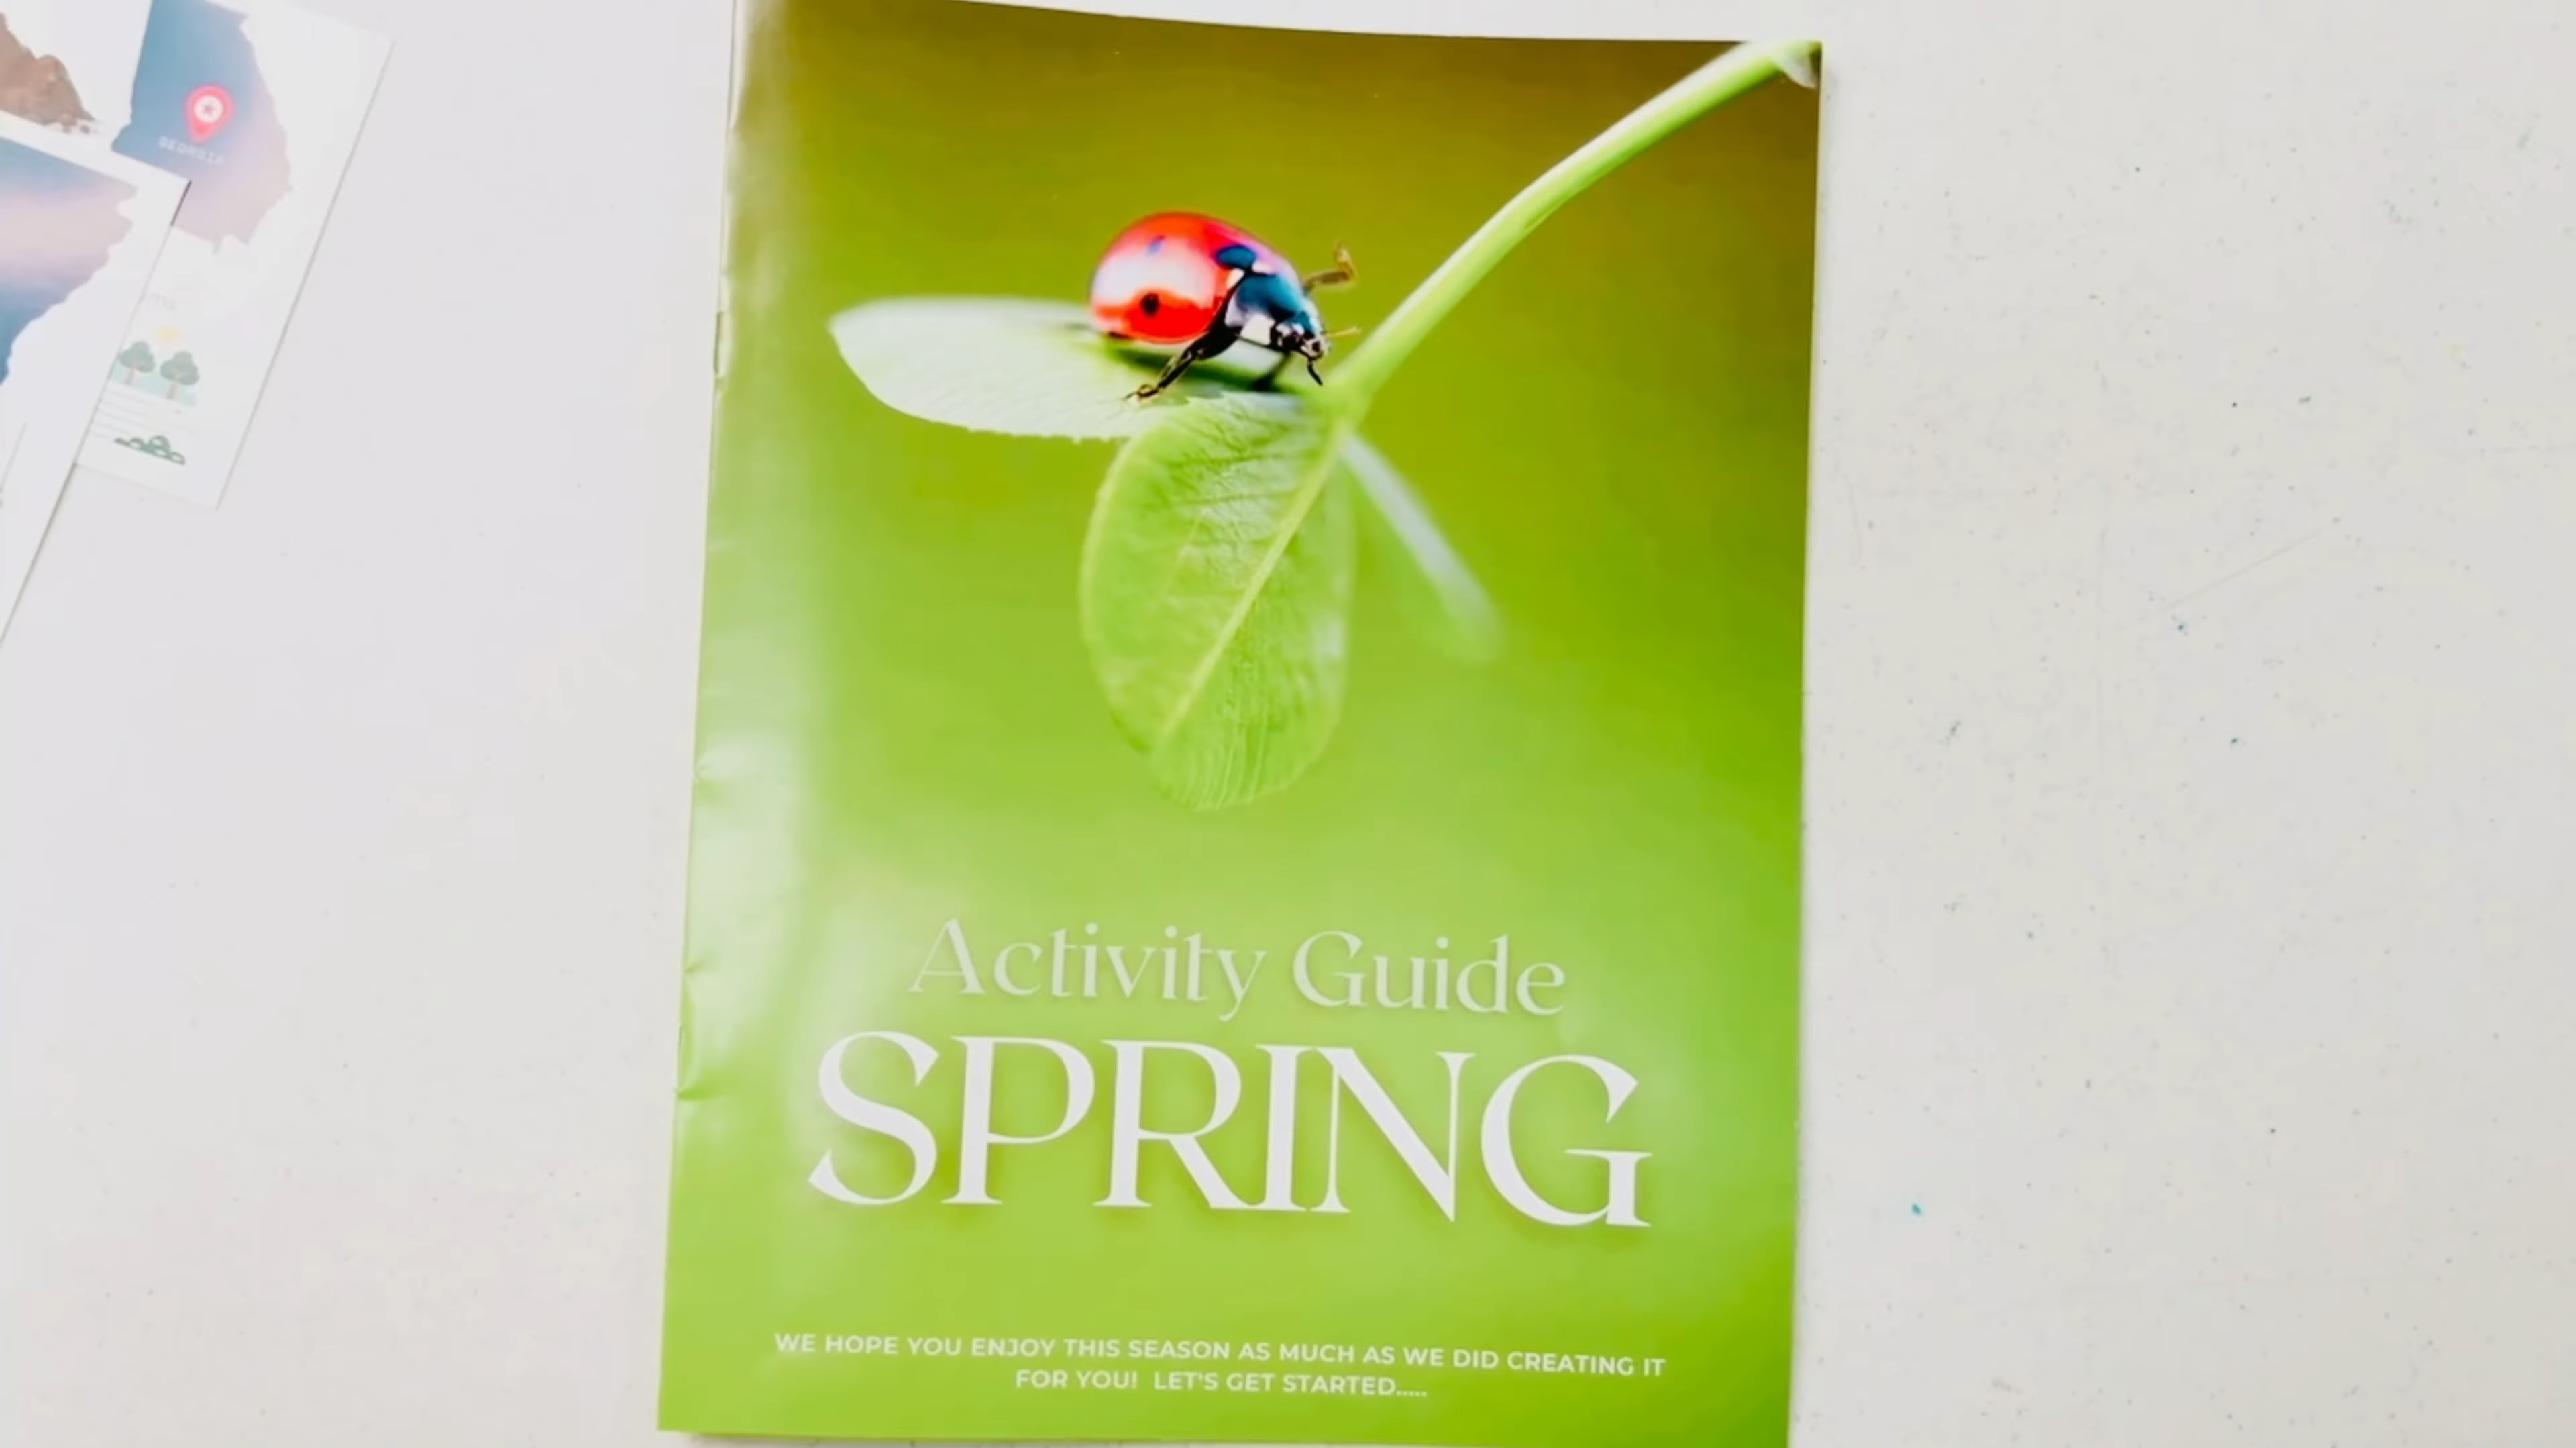 GEORGIA
Activity Guide
SPRING
WE HOPE YOU ENJOY THIS SEASON AS MUCH AS WE DID CREATING IT
FOR YOU!  LET'S GET STARTED.....